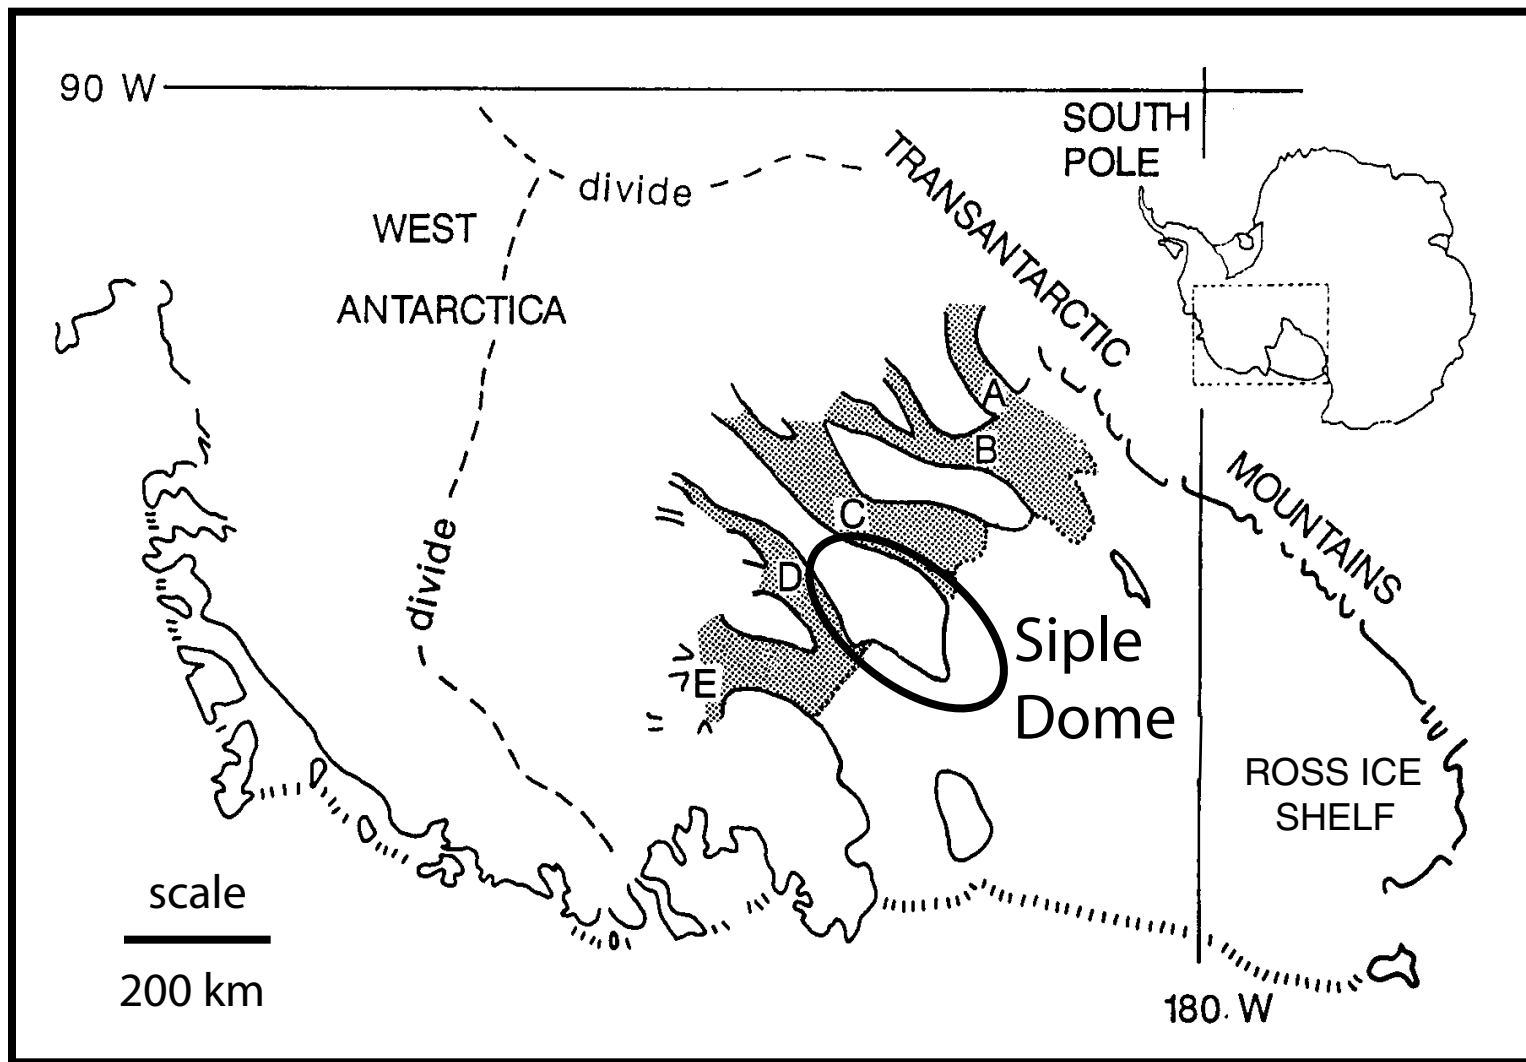 90 W
SOUTH
POLE
TRANSANTARCTIC
divide
WEST
ANTARCTICA
A
B
MOUNTAINS
C
divide
D
Siple
Dome
E
ROSS ICE
SHELF
scale
200 km
180. W